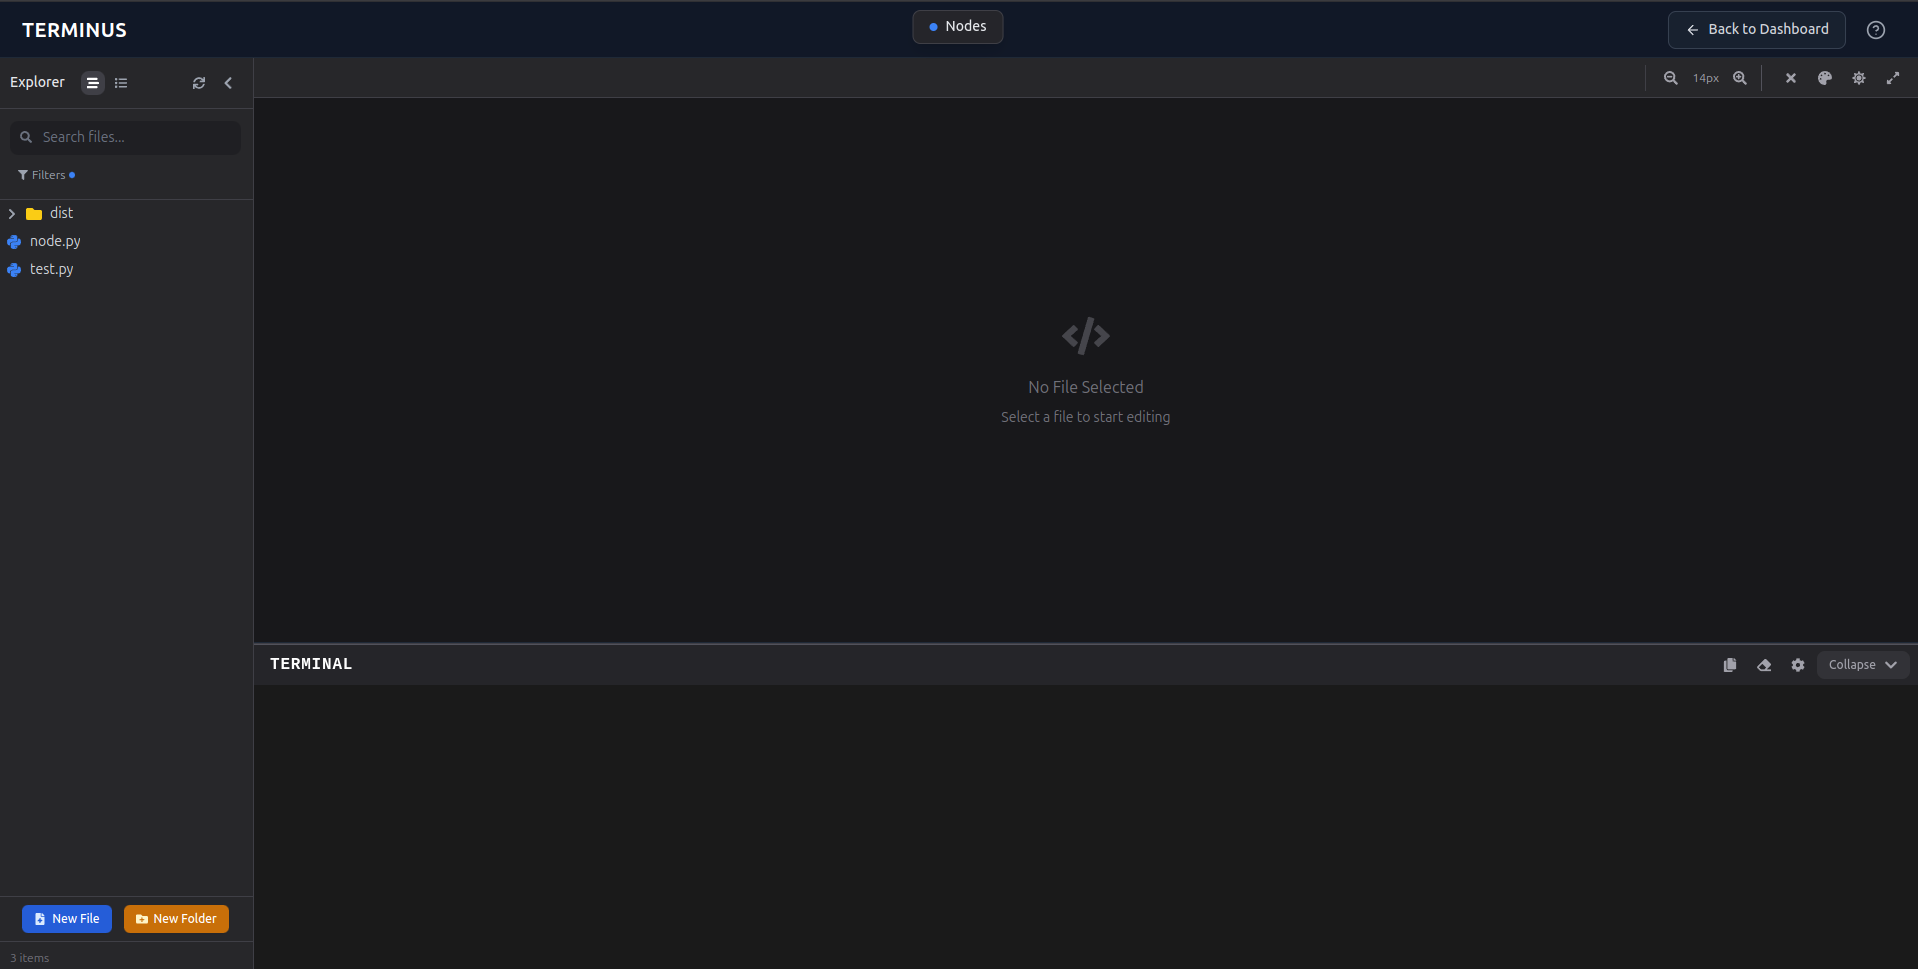 TERMINUS
Nodes
Back to Dashboard
Explorer
14px
Search files...
Filters
dist
node.py
test.py
No File Selected
Select a file to start editing
TERMINAL
Collapse
New File
New Folder
3 items